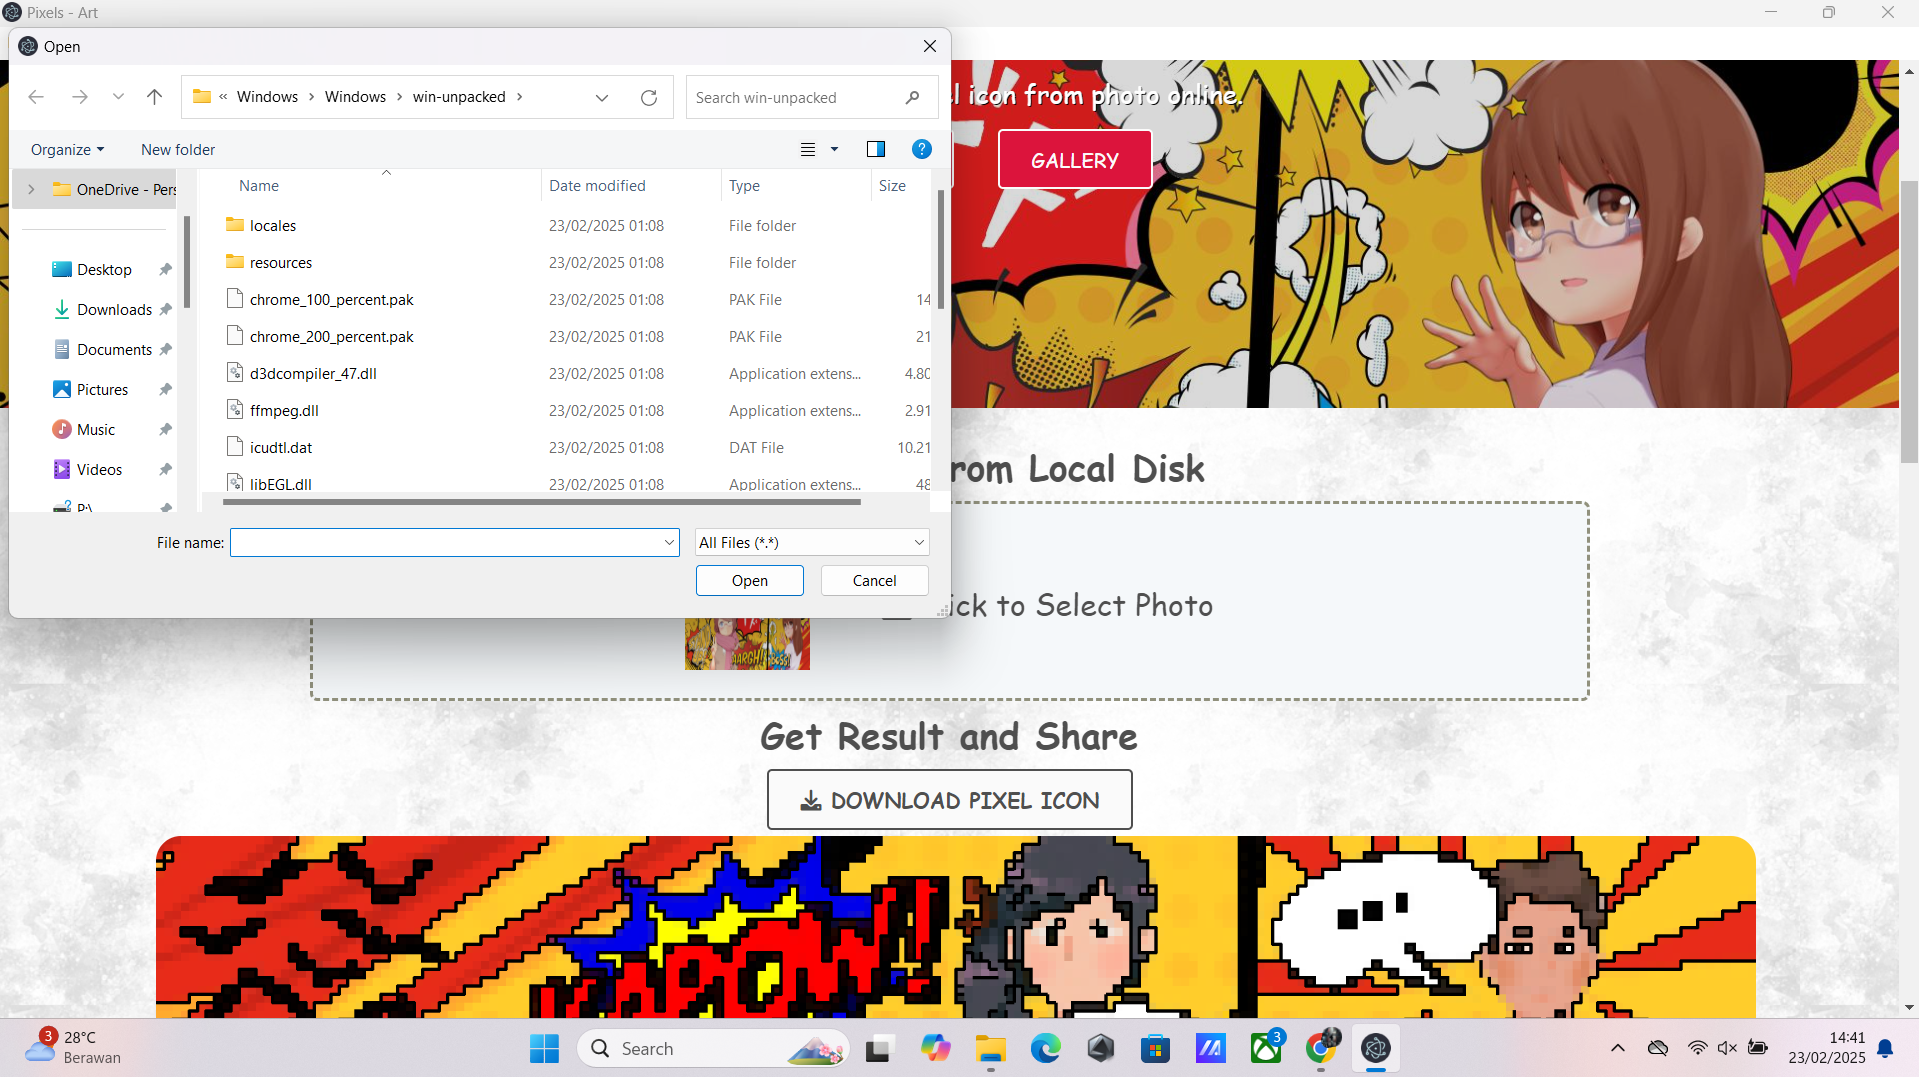 Pixels - Art
Open
« Windows › Windows › win-unpacked ›
Search win-unpacked
Organize
New folder
?
OneDrive - Pers
Desktop
Downloads
Documents
Pictures
Music
Videos
P:\
Name Date modified Type Size
locales 23/02/2025 01:08 File folder
resources 23/02/2025 01:08 File folder
chrome_100_percent.pak 23/02/2025 01:08 PAK File 14
chrome_200_percent.pak 23/02/2025 01:08 PAK File 21
d3dcompiler_47.dll 23/02/2025 01:08 Application extens... 4.80
ffmpeg.dll 23/02/2025 01:08 Application extens... 2.91
icudtl.dat 23/02/2025 01:08 DAT File 10.21
libEGL.dll 23/02/2025 01:08 Application extens... 48
File name:
All Files (*.*)
Open
Cancel
l icon from photo online.
GALLERY
rom Local Disk
ick to Select Photo
Get Result and Share
DOWNLOAD PIXEL ICON
3
28°C
Berawan
Search
3
14:41
23/02/2025